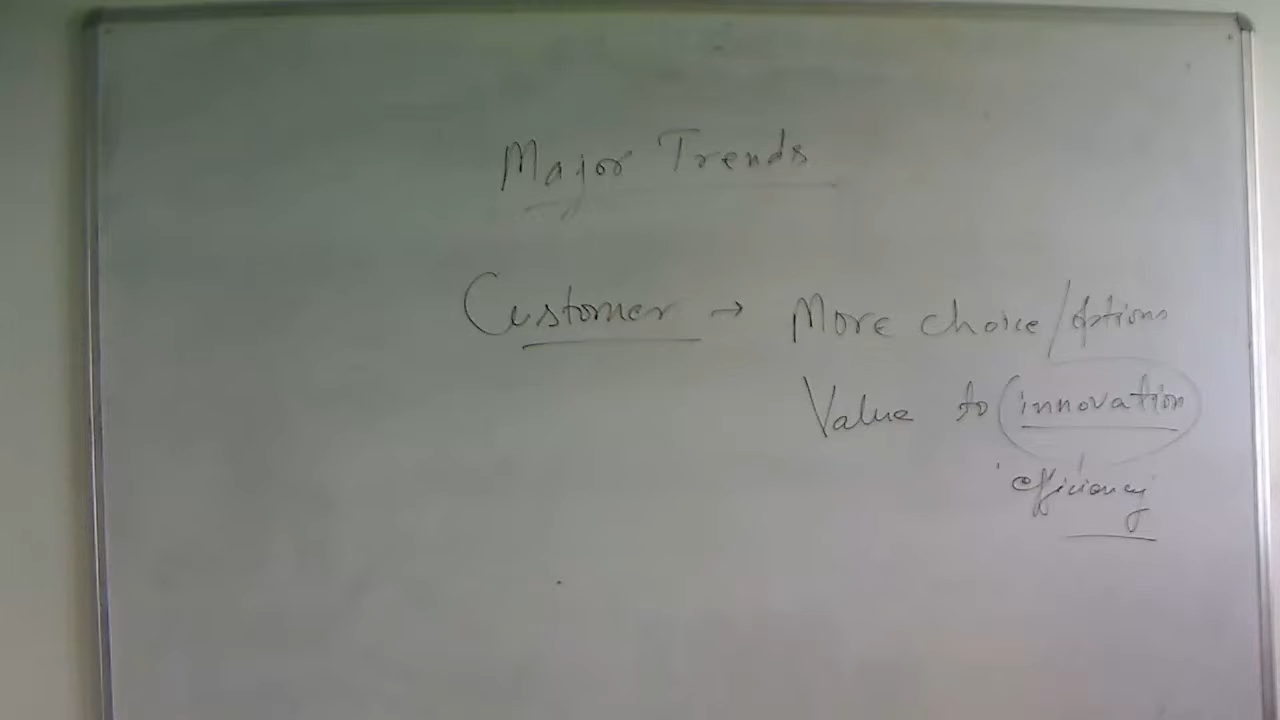 Major Trends
Customer → More choice/options
Value to innovation
efficiency